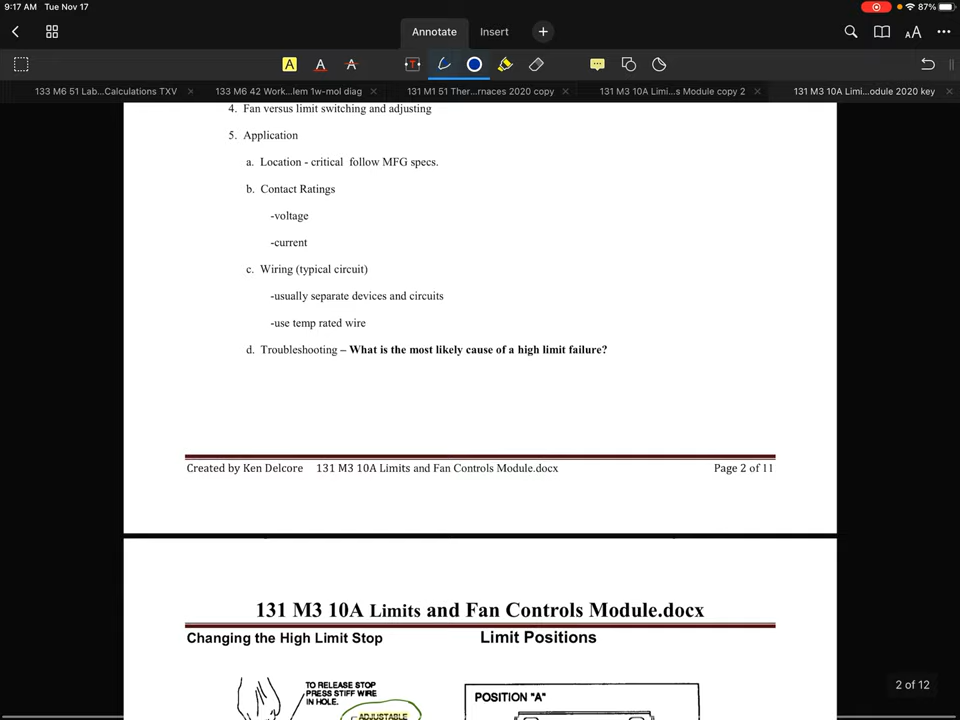 9:17 AM Tue Nov 17
87%
Annotate
Insert
133 M6 51 Lab...Calculations TXV
133 M6 42 Work...lem 1w-mol diag
131 M1 51 Ther...rnaces 2020 copy
131 M3 10A Limi...s Module copy 2
131 M3 10A Limi...odule 2020 key
4. Fan versus limit switching and adjusting
5. Application
a. Location - critical follow MFG specs.
b. Contact Ratings
-voltage
-current
c. Wiring (typical circuit)
-usually separate devices and circuits
-use temp rated wire
d. Troubleshooting – What is the most likely cause of a high limit failure?
Created by Ken Delcore 131 M3 10A Limits and Fan Controls Module.docx Page 2 of 11
131 M3 10A Limits and Fan Controls Module.docx
Changing the High Limit Stop
Limit Positions
TO RELEASE STOP
PRESS STIFF WIRE
IN HOLE.
ADJUSTABLE
POSITION "A"
2 of 12